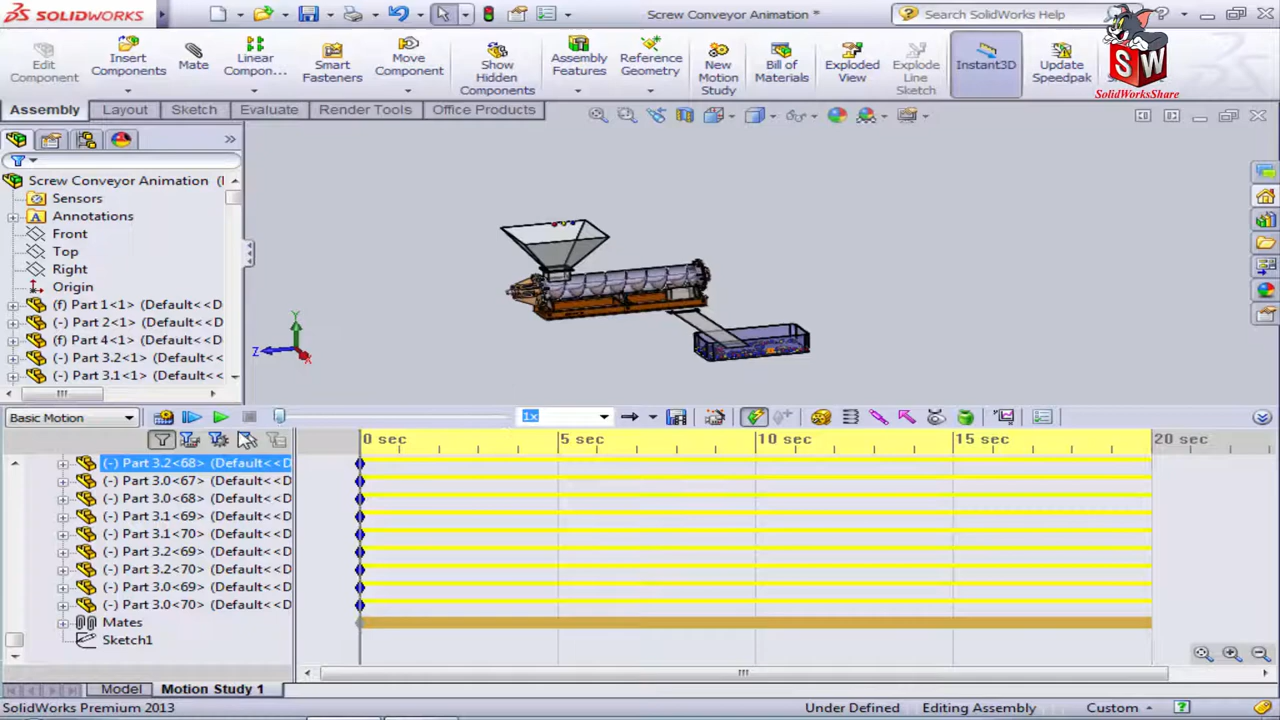 SOLIDWORKS
Screw Conveyor Animation *
Search SolidWorks Help
Edit Component
Insert Components
Mate
Linear Compon...
Smart Fasteners
Move Component
Show Hidden Components
Assembly Features
Reference Geometry
New Motion Study
Bill of Materials
Exploded View
Explode Line Sketch
Instant3D
Update Speedpak
SW
SolidWorksShare
Assembly
Layout
Sketch
Evaluate
Render Tools
Office Products
Screw Conveyor Animation (
Sensors
Annotations
Front
Top
Right
Origin
(f) Part 1<1> (Default<<D
(-) Part 2<1> (Default<<D
(f) Part 4<1> (Default<<D
(-) Part 3.2<1> (Default<<
(-) Part 3.1<1> (Default<<
Y
Z
X
Basic Motion
1x
0 sec
5 sec
10 sec
15 sec
20 sec
(-) Part 3.2<68> (Default<<D
(-) Part 3.0<67> (Default<<D
(-) Part 3.0<68> (Default<<D
(-) Part 3.1<69> (Default<<D
(-) Part 3.1<70> (Default<<D
(-) Part 3.2<69> (Default<<D
(-) Part 3.2<70> (Default<<D
(-) Part 3.0<69> (Default<<D
(-) Part 3.0<70> (Default<<D
Mates
Sketch1
Model
Motion Study 1
SolidWorks Premium 2013
Under Defined
Editing Assembly
Custom